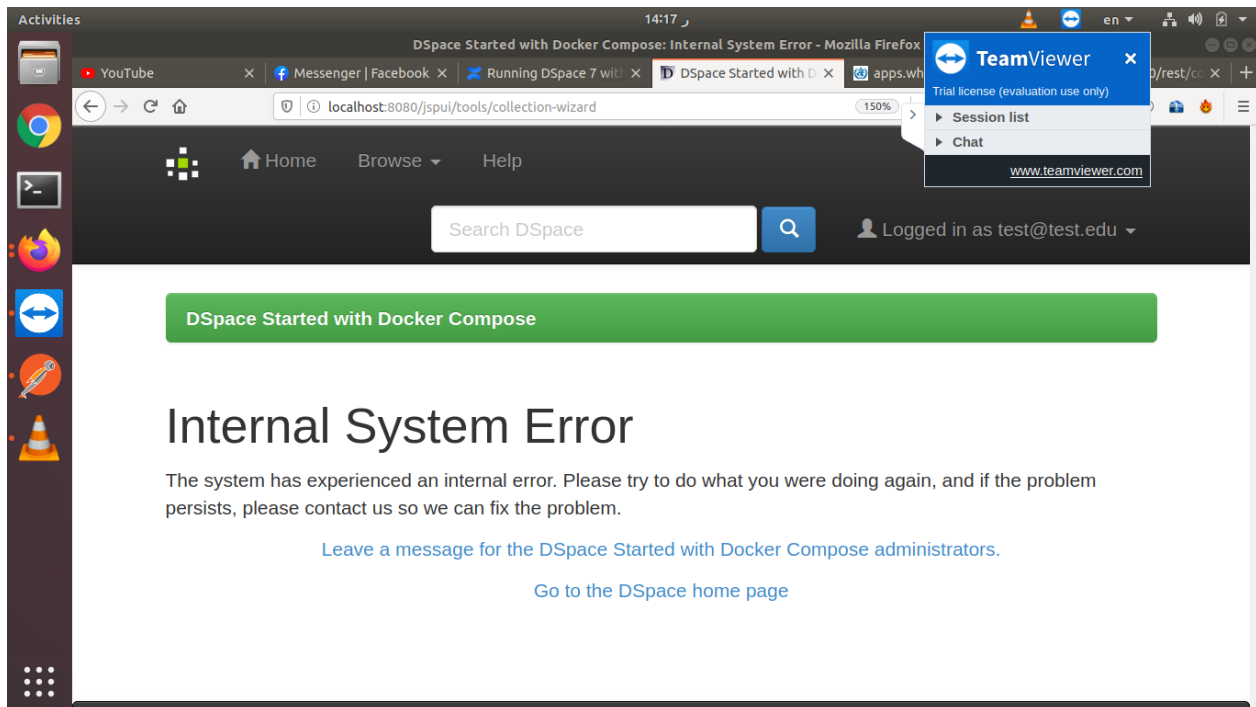 Activities
14:17 ر
en
DSpace Started with Docker Compose: Internal System Error - Mozilla Firefox
YouTube
Messenger | Facebook
Running DSpace 7 with
DSpace Started with D
apps.wh
/rest/co
localhost:8080/jspui/tools/collection-wizard
150%
TeamViewer
Trial license (evaluation use only)
Session list
Chat
www.teamviewer.com
Home
Browse
Help
Search DSpace
Logged in as test@test.edu
DSpace Started with Docker Compose
Internal System Error
The system has experienced an internal error. Please try to do what you were doing again, and if the problem
persists, please contact us so we can fix the problem.
Leave a message for the DSpace Started with Docker Compose administrators.
Go to the DSpace home page